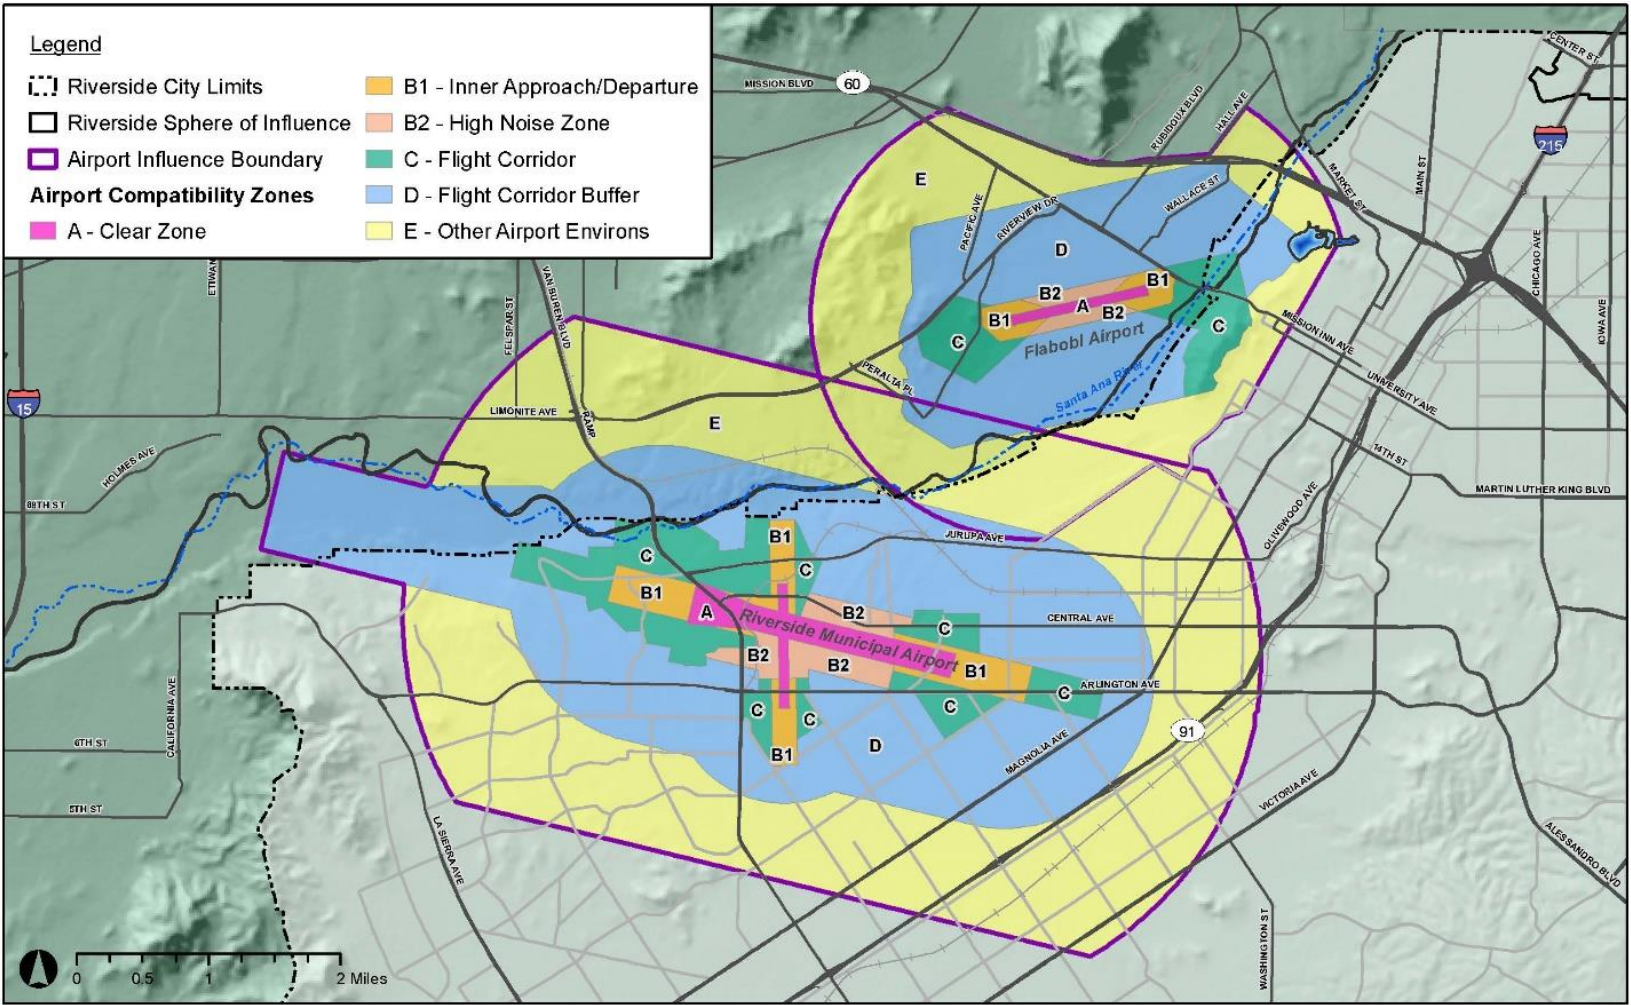 Legend
Riverside City Limits
Riverside Sphere of Influence
Airport Influence Boundary
Airport Compatibility Zones
A - Clear Zone
B1 - Inner Approach/Departure
B2 - High Noise Zone
C - Flight Corridor
D - Flight Corridor Buffer
E - Other Airport Environs
MISSION BLVD
60
RUBIDOUX BLVD
HALL AVE
CENTER ST
215
MARKET ST
MAIN ST
E
PACIFIC AVE
RIVERVIEW DR
WALLACE ST
D
CHICAGO AVE
IOWA AVE
B1
B2
A
B2
B1
C
C
Flabobl Airport
MISSION INN AVE
UNIVERSITY AVE
14TH ST
MARTIN LUTHER KING BLVD
PERALTA PL
Santa Ana River
ETIWAN
FELSPAR ST
VAN BUREN BLVD
15
LIMONITE AVE
RAMP
E
HOLMES AVE
68TH ST
OLIVEWOOD AVE
JURUPA AVE
B1
C
C
B1
A
B2
C
CENTRAL AVE
Riverside Municipal Airport
B2
B2
B1
C
ARLINGTON AVE
C
C
C
B1
D
MAGNOLIA AVE
91
VICTORIA AVE
CALIFORNIA AVE
6TH ST
5TH ST
LA SIERRA AVE
WASHINGTON ST
ALESSANDRO BLVD
0 0.5 1 2 Miles